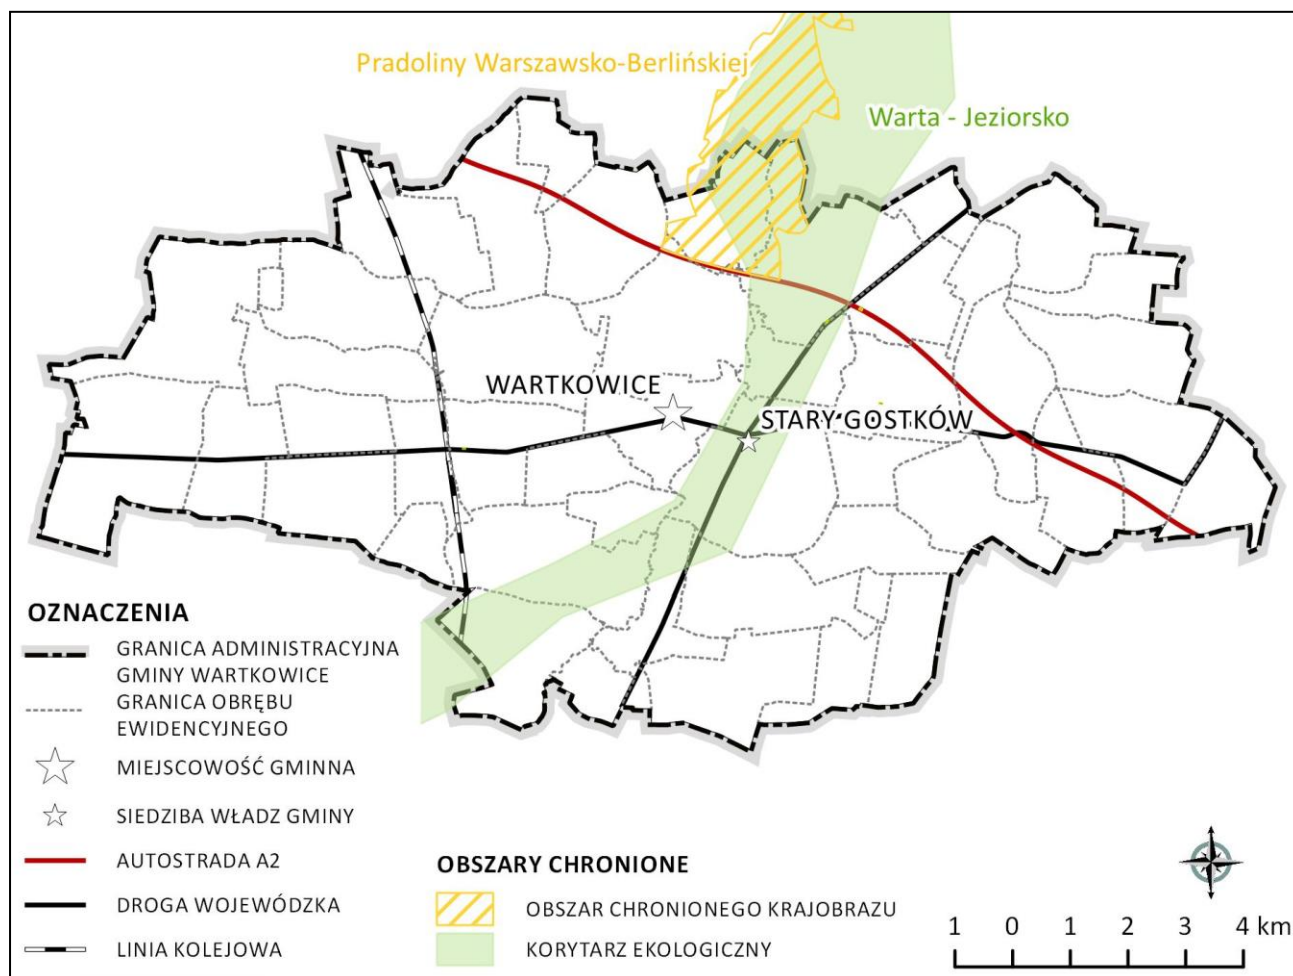 Pradoliny Warszawsko-Berlińskiej
Warta - Jeziorsko
WARTKOWICE
STARY GOSTKÓW
OZNACZENIA
GRANICA ADMINISTRACYJNA
GMINY WARTKOWICE
GRANICA OBRĘBU
EWIDENCYJNEGO
MIEJSCOWOŚĆ GMINNA
SIEDZIBA WŁADZ GMINY
AUTOSTRADA A2
DROGA WOJEWÓDZKA
LINIA KOLEJOWA
OBSZARY CHRONIONE
OBSZAR CHRONIONEGO KRAJOBRAZU
KORYTARZ EKOLOGICZNY
1 0 1 2 3 4 km